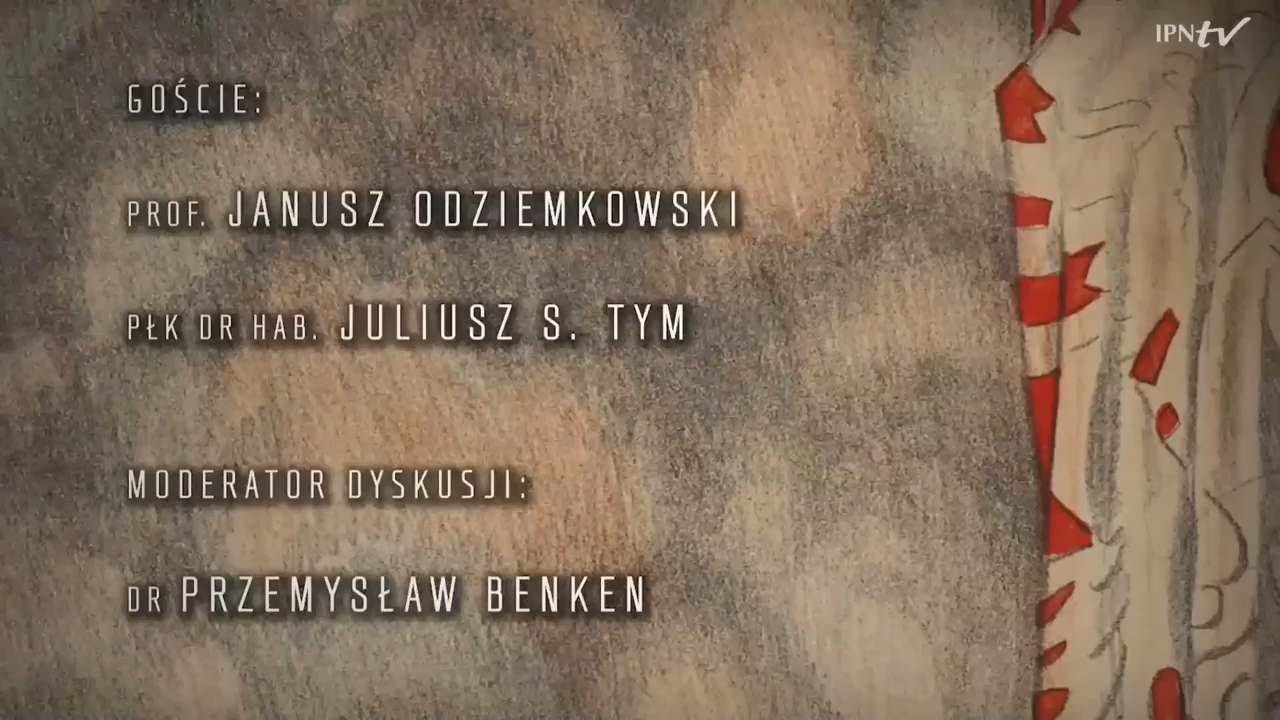 IPNtv
GOŚCIE:
PROF. JANUSZ ODZIEMKOWSKI
PŁK DR HAB. JULIUSZ S. TYM
MODERATOR DYSKUSJI:
DR PRZEMYSŁAW BENKEN